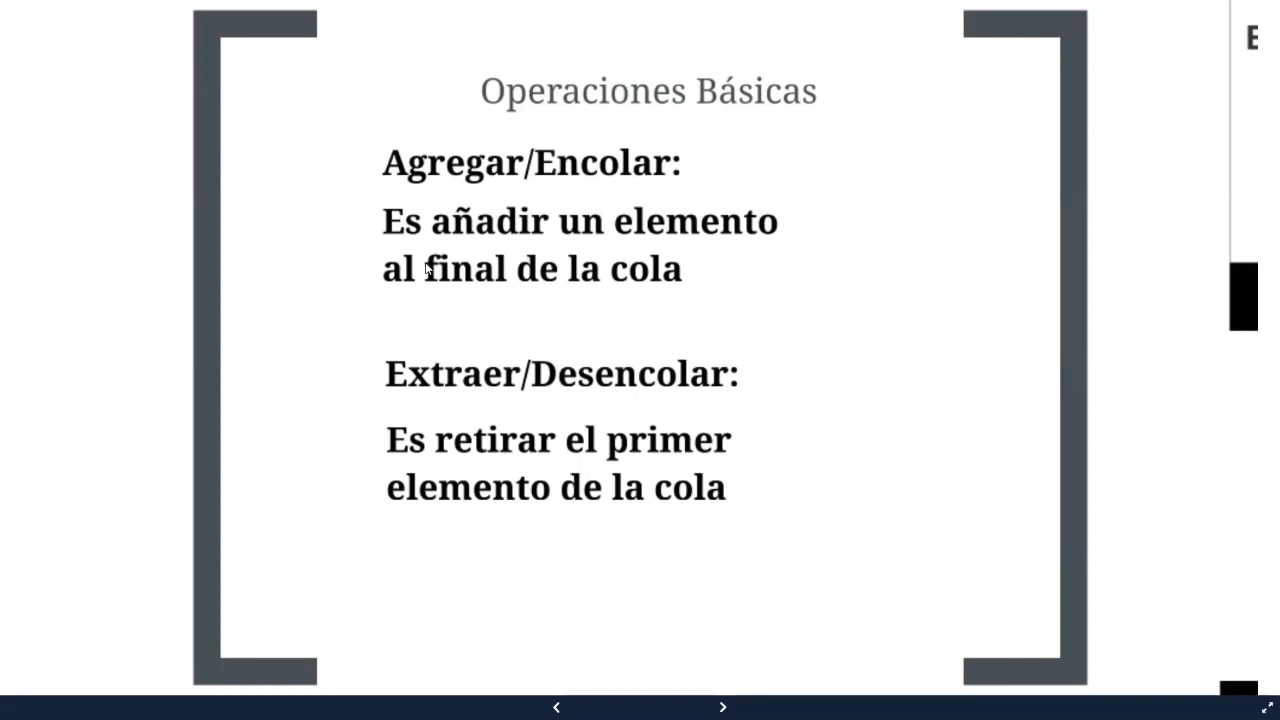 Operaciones Básicas
Agregar/Encolar:
Es añadir un elemento
al final de la cola
Extraer/Desencolar:
Es retirar el primer
elemento de la cola